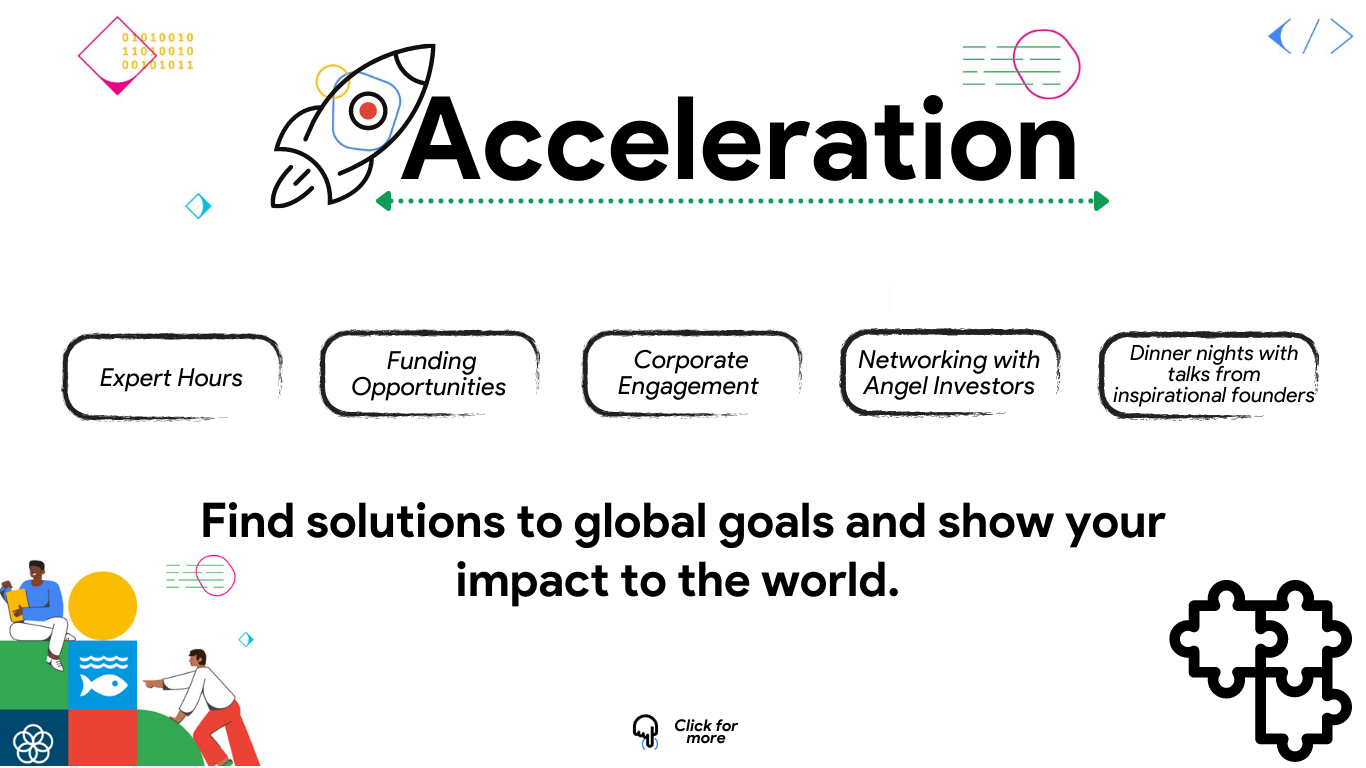 01010010
11010010
00101011
</>
Acceleration
Expert Hours
Funding
Opportunities
Corporate
Engagement
Networking with
Angel Investors
Dinner nights with
talks from
inspirational founders
Find solutions to global goals and show your
impact to the world.
Click for
more